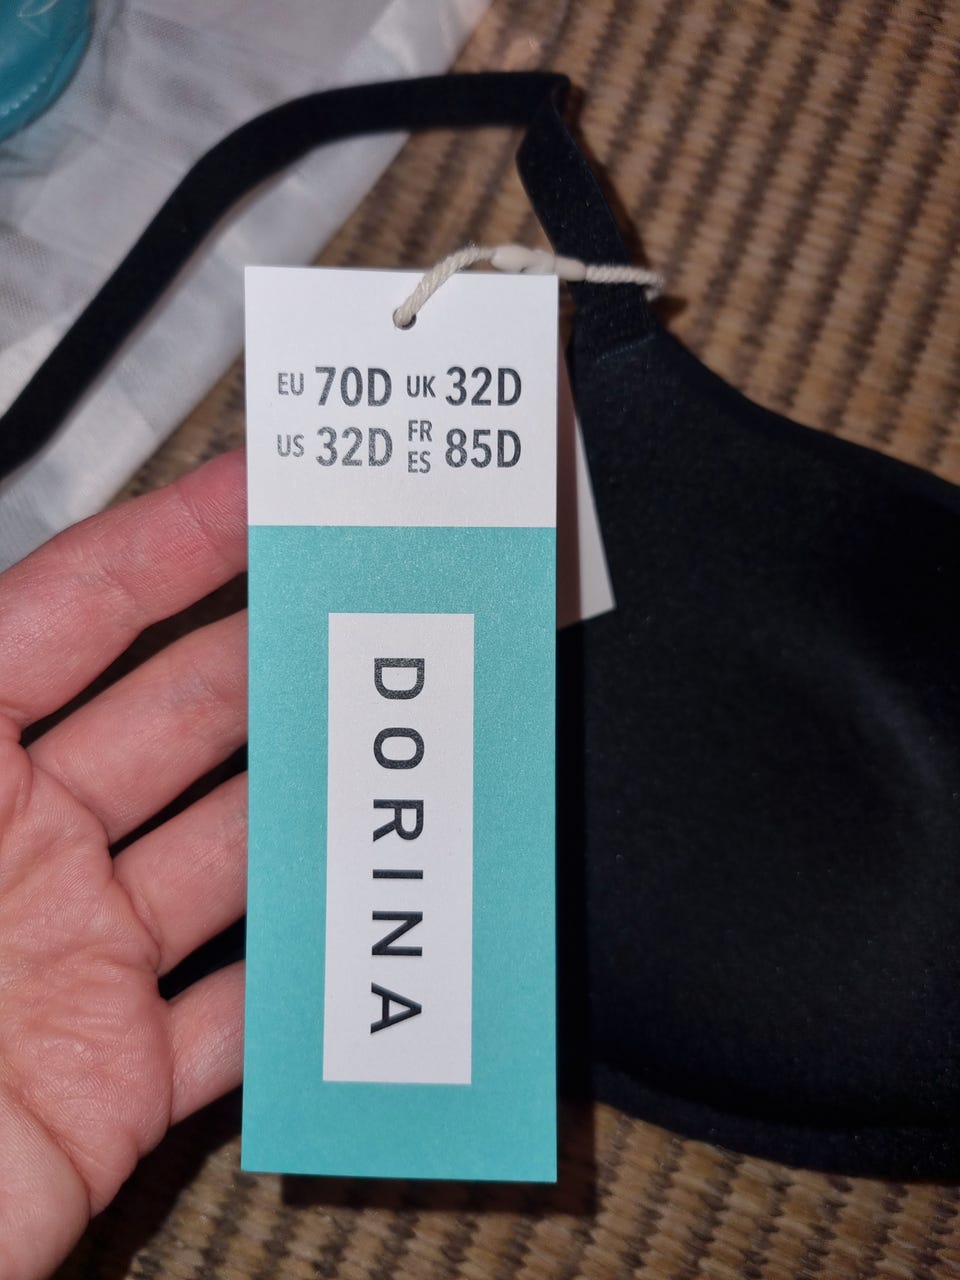 EU 70D UK 32D
US 32D FR ES 85D
DORINA